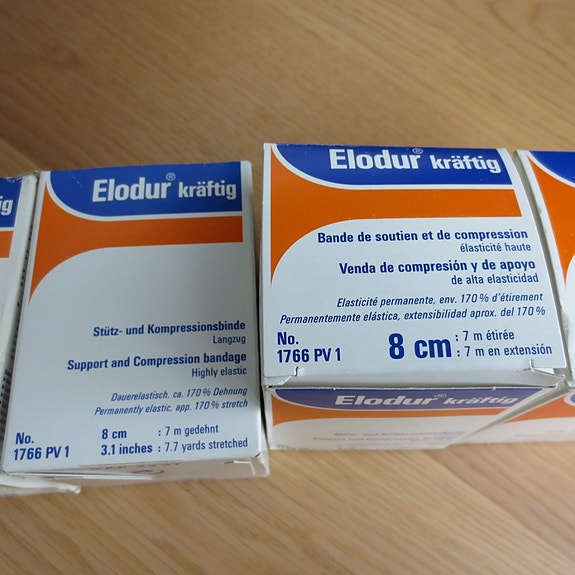 ig
Elodur® kräftig
Stütz- und Kompressionsbinde
Langzug
Support and Compression bandage
Highly elastic
Dauerelastisch, ca. 170 % Dehnung
Permanently elastic, app. 170 % stretch
No.
1766 PV 1
8 cm : 7 m gedehnt
3.1 inches : 7.7 yards stretched
Elodur® kräftig
Bande de soutien et de compression
élasticité haute
Venda de compresión y de apoyo
de alta elasticidad
Elasticité permanente, env. 170 % d'étirement
Permanentemente elástica, extensibilidad aprox. del 170 %
No.
1766 PV 1
8 cm : 7 m étirée
: 7 m en extensión
Elodur® kräftig